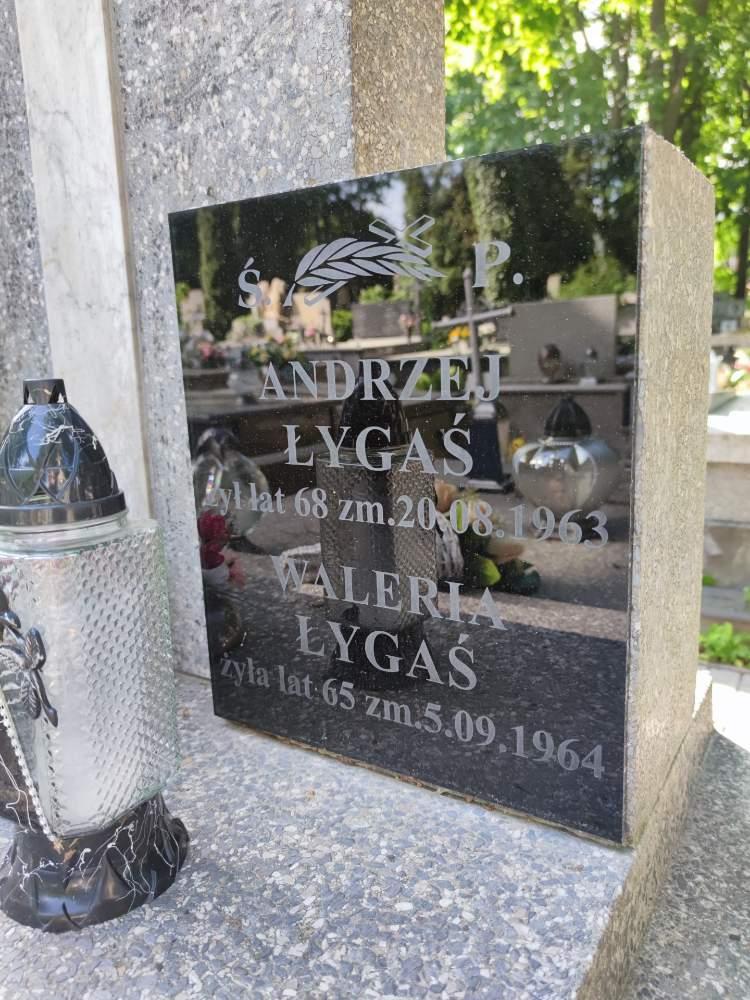 Ś. P.
ANDRZEJ
ŁYGAŚ
żył lat 68 zm.20.08.1963
WALERIA
ŁYGAŚ
żyła lat 65 zm.5.09.1964